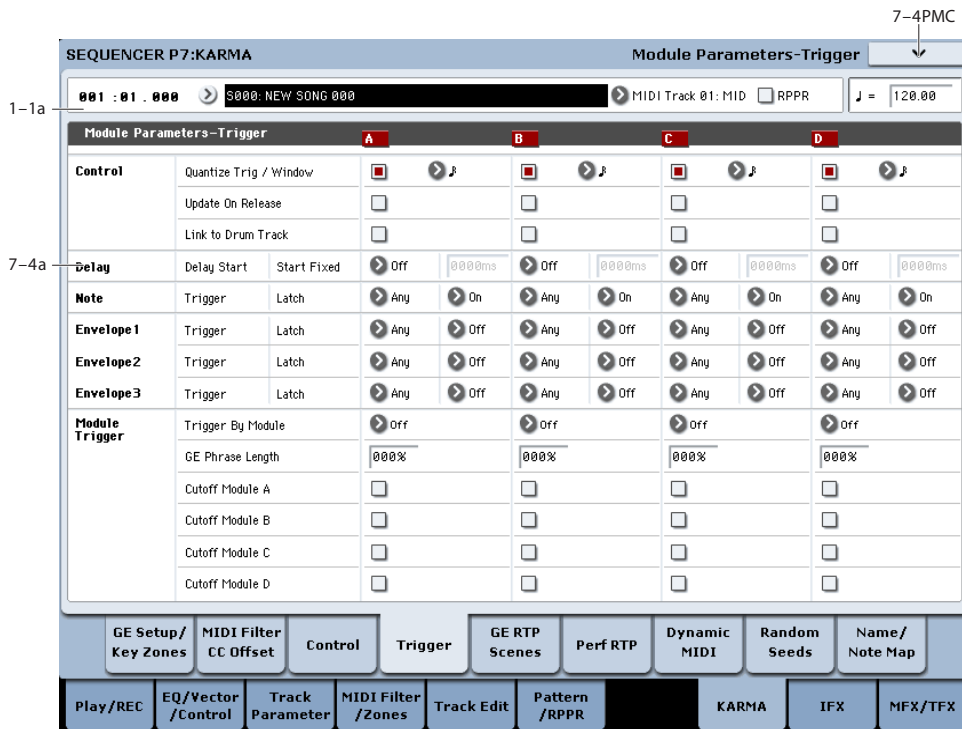 7-4PMC
SEQUENCER P7:KARMA Module Parameters-Trigger
1-1a
001 :01 . 000 S000: NEW SONG 000 MIDI Track 01: MID RPPR ♩ = 120.00
Module Parameters-Trigger A B C D
Control Quantize Trig / Window
Update On Release
Link to Drum Track
7-4a
Delay Delay Start Start Fixed Off 0000ms Off 0000ms Off 0000ms Off 0000ms
Note Trigger Latch Any On Any On Any On Any On
Envelope1 Trigger Latch Any Off Any Off Any Off Any Off
Envelope2 Trigger Latch Any Off Any Off Any Off Any Off
Envelope3 Trigger Latch Any Off Any Off Any Off Any Off
Module
Trigger
Trigger By Module Off Off Off Off
GE Phrase Length 000% 000% 000% 000%
Cutoff Module A
Cutoff Module B
Cutoff Module C
Cutoff Module D
GE Setup/
Key Zones
MIDI Filter
CC Offset
Control
Trigger
GE RTP
Scenes
Perf RTP
Dynamic
MIDI
Random
Seeds
Name/
Note Map
Play/REC
EQ/Vector
/Control
Track
Parameter
MIDI Filter
/Zones
Track Edit
Pattern
/RPPR
KARMA
IFX
MFX/TFX